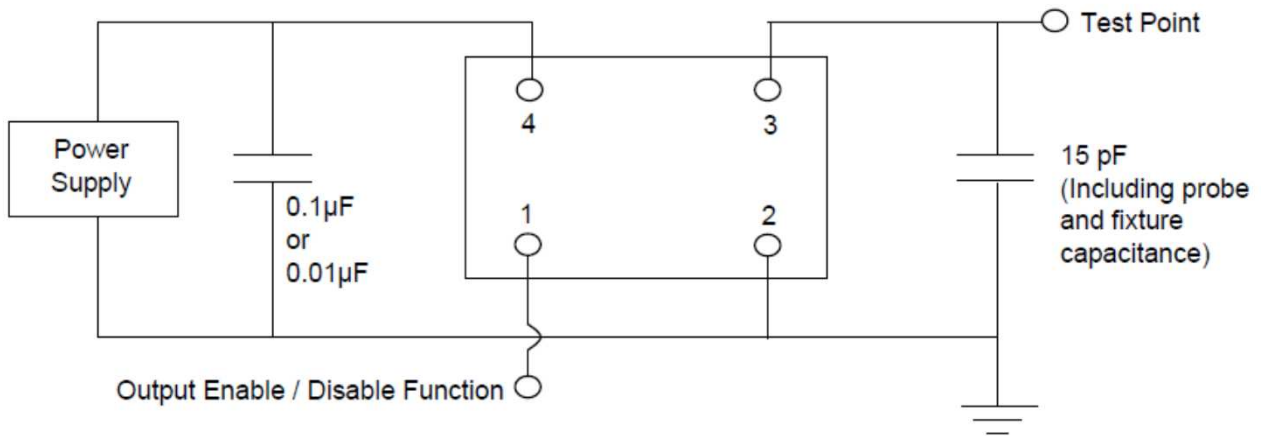 Test Point
4
3
Power
Supply
15 pF
(Including probe
and fixture
capacitance)
0.1µF
or
0.01µF
1
2
Output Enable / Disable Function